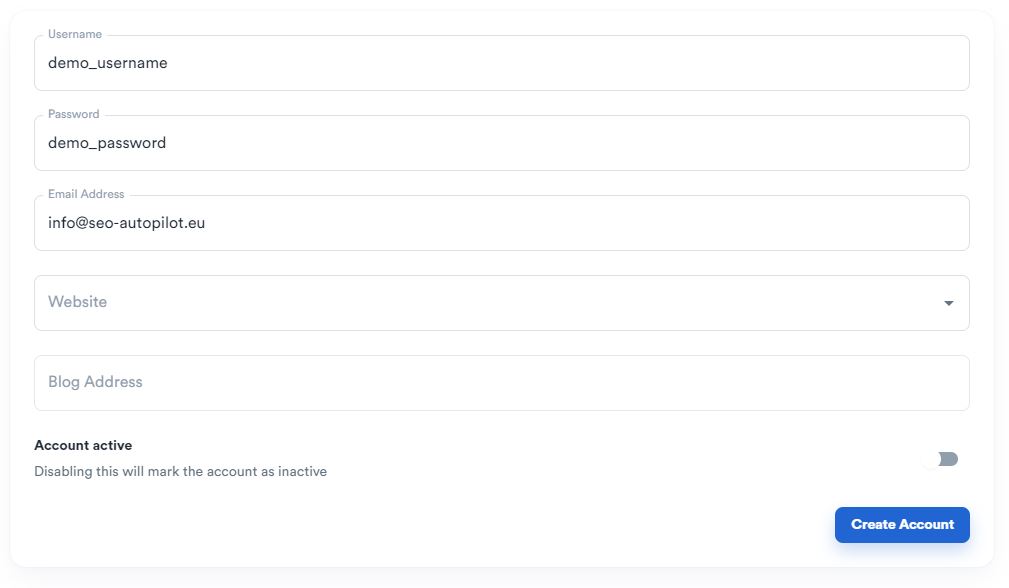 Username
demo_username
Password
demo_password
Email Address
info@seo-autopilot.eu
Website
Blog Address
Account active
Disabling this will mark the account as inactive
Create Account